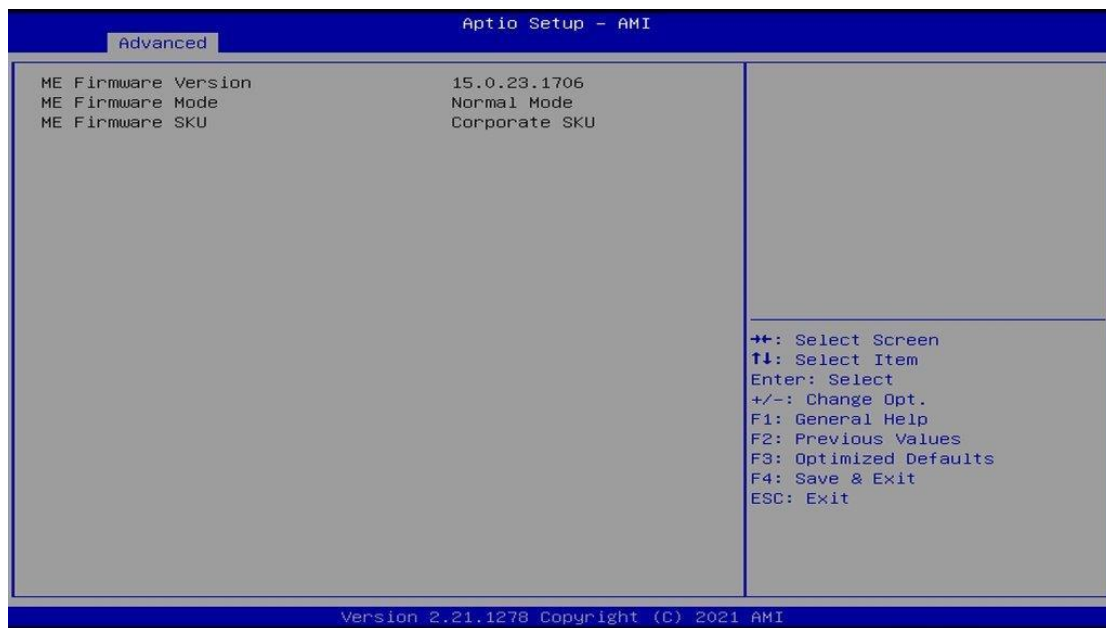 Aptio Setup – AMI
Advanced
ME Firmware Version 15.0.23.1706
ME Firmware Mode Normal Mode
ME Firmware SKU Corporate SKU
→←: Select Screen
↑↓: Select Item
Enter: Select
+/-: Change Opt.
F1: General Help
F2: Previous Values
F3: Optimized Defaults
F4: Save & Exit
ESC: Exit
Version 2.21.1278 Copyright (C) 2021 AMI